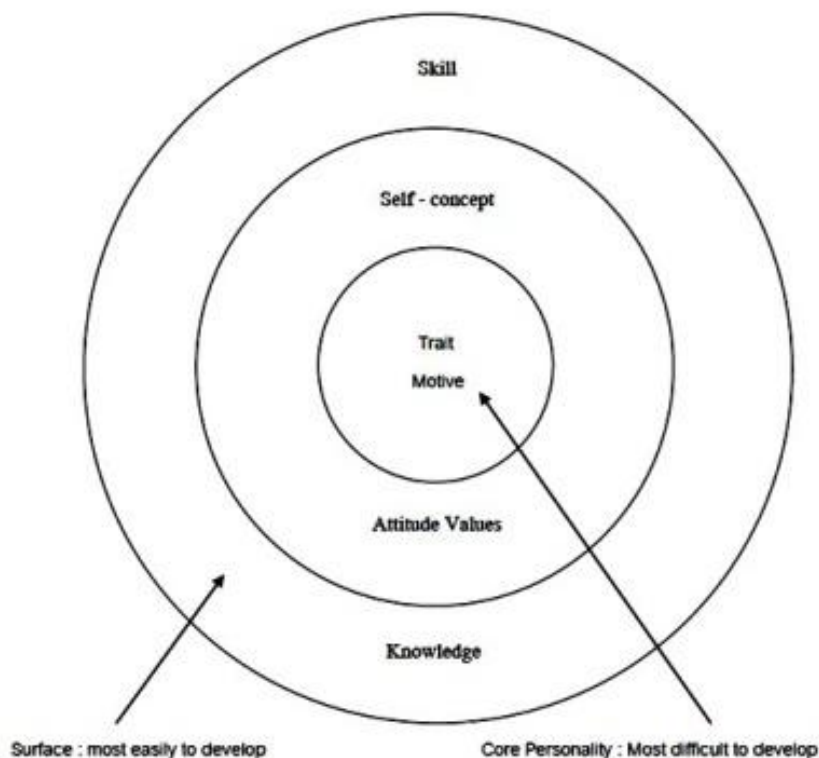 Skill
Self - concept
Trait
Motive
Attitude Values
Knowledge
Surface : most easily to develop
Core Personality : Most difficult to develop